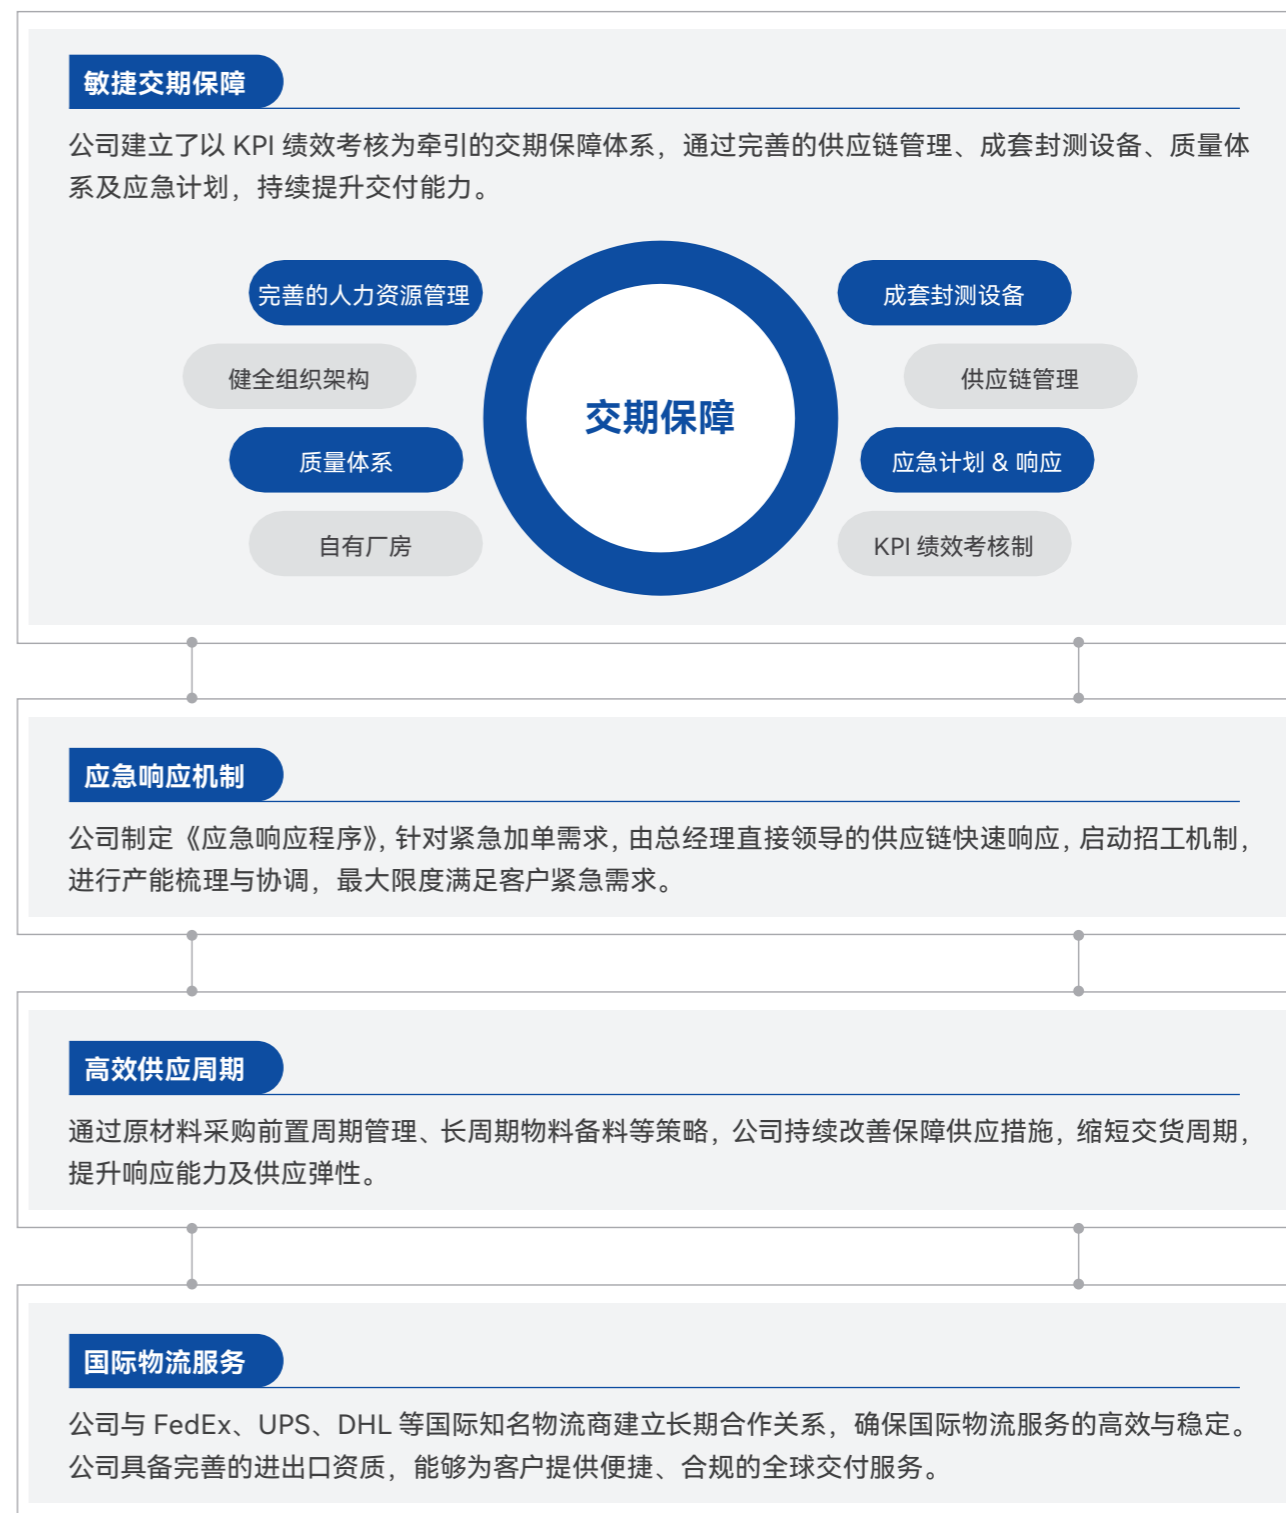 敏捷交期保障
公司建立了以 KPI 绩效考核为牵引的交期保障体系，通过完善的供应链管理、成套封测设备、质量体
系及应急计划，持续提升交付能力。
完善的人力资源管理
健全组织架构
质量体系
自有厂房
交期保障
成套封测设备
供应链管理
应急计划 & 响应
KPI 绩效考核制
应急响应机制
公司制定《应急响应程序》，针对紧急加单需求，由总经理直接领导的供应链快速响应，启动招工机制，
进行产能梳理与协调，最大限度满足客户紧急需求。
高效供应周期
通过原材料采购前置周期管理、长周期物料备料等策略，公司持续改善保障供应措施，缩短交货周期，
提升响应能力及供应弹性。
国际物流服务
公司与 FedEx、UPS、DHL 等国际知名物流商建立长期合作关系，确保国际物流服务的高效与稳定。
公司具备完善的进出口资质，能够为客户提供便捷、合规的全球交付服务。